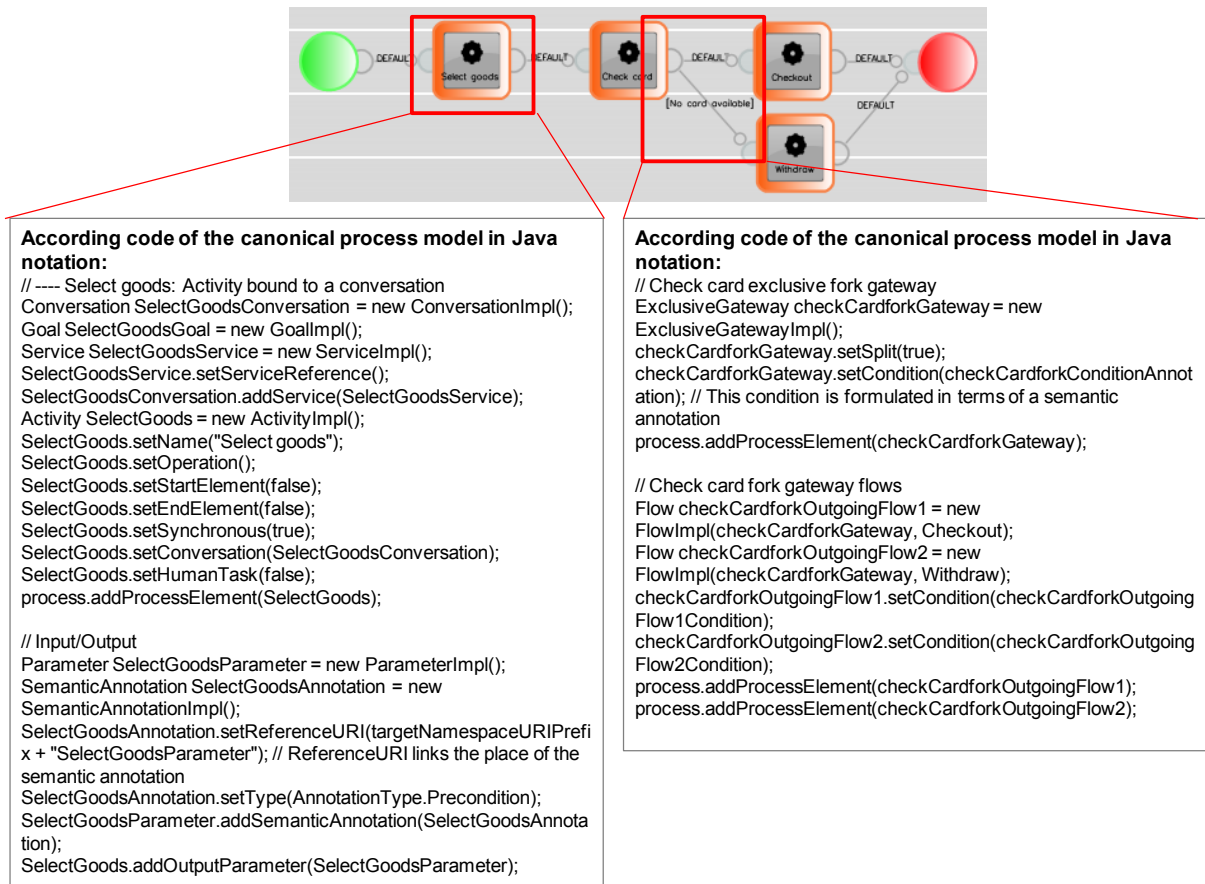 DEFAULT
Select goods
DEFAULT
Check card
DEFAULT
Checkout
DEFAULT
[No card available]
DEFAULT
Withdraw
According code of the canonical process model in Java
notation:
// ---- Select goods: Activity bound to a conversation
Conversation SelectGoodsConversation = new ConversationImpl();
Goal SelectGoodsGoal = new GoalImpl();
Service SelectGoodsService = new ServiceImpl();
SelectGoodsService.setServiceReference();
SelectGoodsConversation.addService(SelectGoodsService);
Activity SelectGoods = new ActivityImpl();
SelectGoods.setName("Select goods");
SelectGoods.setOperation();
SelectGoods.setStartElement(false);
SelectGoods.setEndElement(false);
SelectGoods.setSynchronous(true);
SelectGoods.setConversation(SelectGoodsConversation);
SelectGoods.setHumanTask(false);
process.addProcessElement(SelectGoods);
// Input/Output
Parameter SelectGoodsParameter = new ParameterImpl();
SemanticAnnotation SelectGoodsAnnotation = new
SemanticAnnotationImpl();
SelectGoodsAnnotation.setReferenceURI(targetNamespaceURIPrefi
x + "SelectGoodsParameter"); // ReferenceURI links the place of the
semantic annotation
SelectGoodsAnnotation.setType(AnnotationType.Precondition);
SelectGoodsParameter.addSemanticAnnotation(SelectGoodsAnnota
tion);
SelectGoods.addOutputParameter(SelectGoodsParameter);
According code of the canonical process model in Java
notation:
// Check card exclusive fork gateway
ExclusiveGateway checkCardforkGateway = new
ExclusiveGatewayImpl();
checkCardforkGateway.setSplit(true);
checkCardforkGateway.setCondition(checkCardforkConditionAnnot
ation); // This condition is formulated in terms of a semantic
annotation
process.addProcessElement(checkCardforkGateway);
// Check card fork gateway flows
Flow checkCardforkOutgoingFlow1 = new
FlowImpl(checkCardforkGateway, Checkout);
Flow checkCardforkOutgoingFlow2 = new
FlowImpl(checkCardforkGateway, Withdraw);
checkCardforkOutgoingFlow1.setCondition(checkCardforkOutgoing
Flow1Condition);
checkCardforkOutgoingFlow2.setCondition(checkCardforkOutgoing
Flow2Condition);
process.addProcessElement(checkCardforkOutgoingFlow1);
process.addProcessElement(checkCardforkOutgoingFlow2);